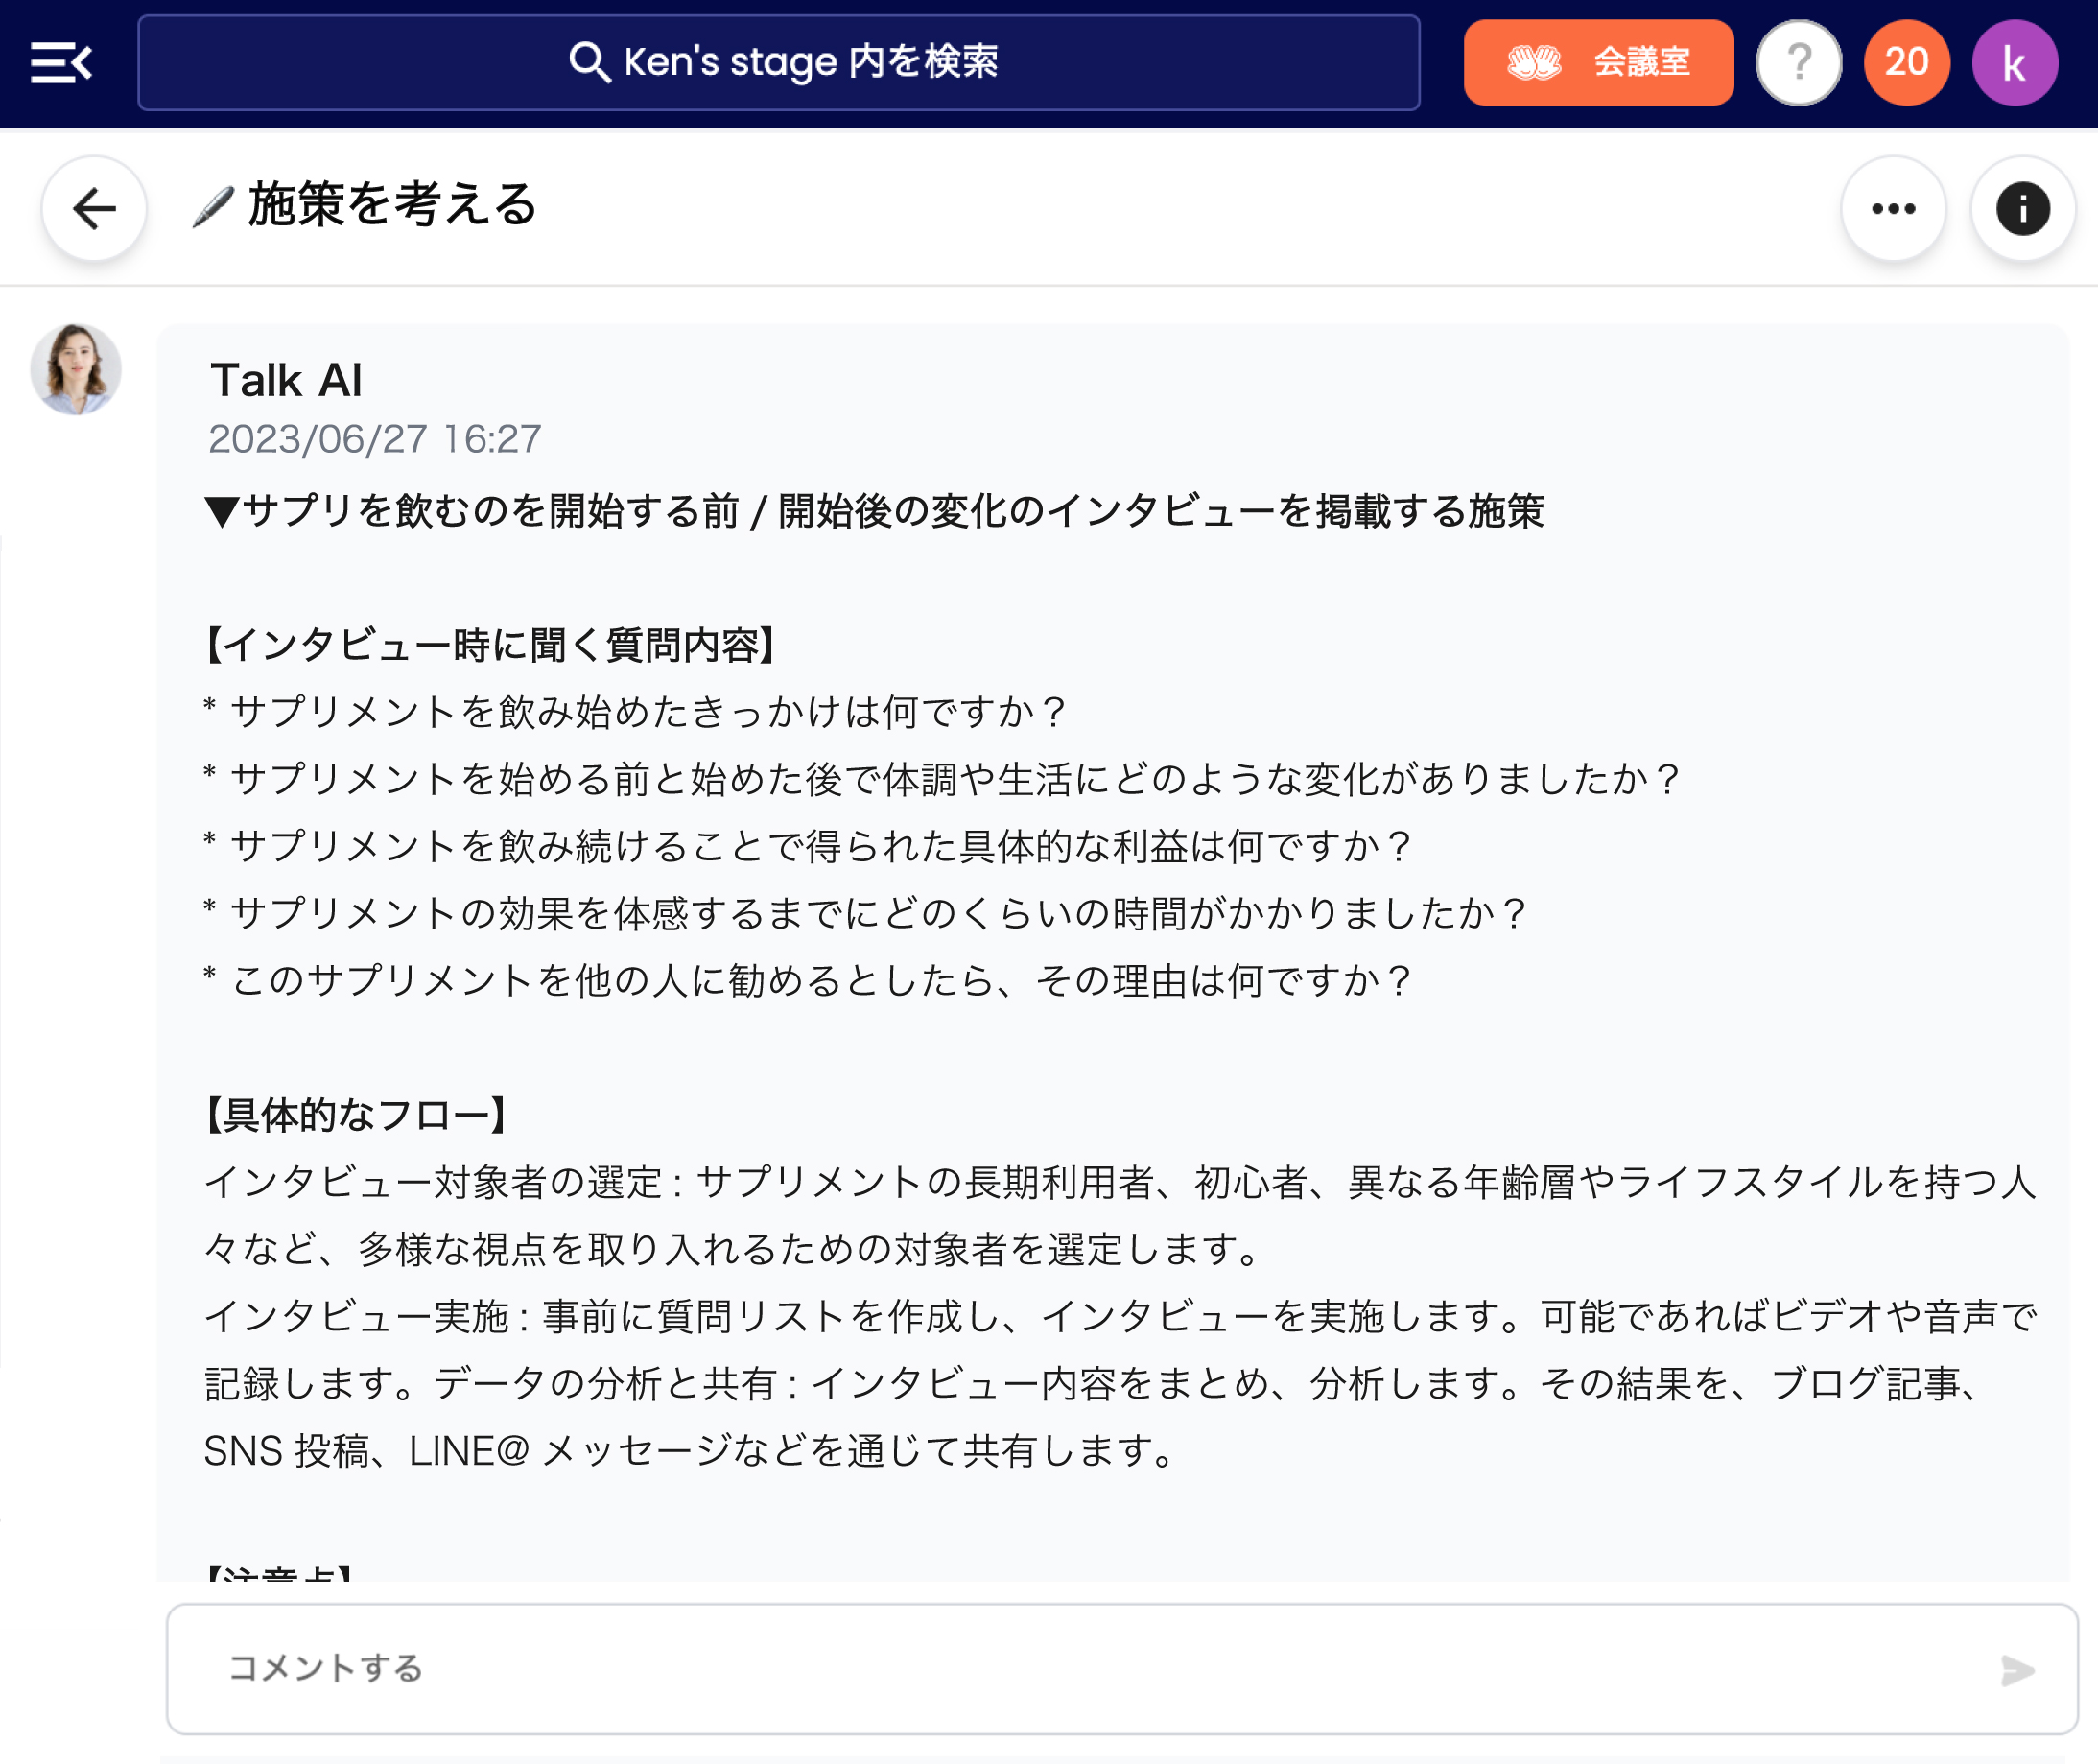 Ken's stage 内を検索
会議室
?
20
k
施策を考える
Talk AI
2023/06/27 16:27
▼サプリを飲むのを開始する前 / 開始後の変化のインタビューを掲載する施策
【インタビュー時に聞く質問内容】
* サプリメントを飲み始めたきっかけは何ですか？
* サプリメントを始める前と始めた後で体調や生活にどのような変化がありましたか？
* サプリメントを飲み続けることで得られた具体的な利益は何ですか？
* サプリメントの効果を体感するまでにどのくらいの時間がかかりましたか？
* このサプリメントを他の人に勧めるとしたら、その理由は何ですか？
【具体的なフロー】
インタビュー対象者の選定 : サプリメントの長期利用者、初心者、異なる年齢層やライフスタイルを持つ人
々など、多様な視点を取り入れるための対象者を選定します。
インタビュー実施 : 事前に質問リストを作成し、インタビューを実施します。可能であればビデオや音声で
記録します。データの分析と共有 : インタビュー内容をまとめ、分析します。その結果を、ブログ記事、
SNS 投稿、LINE@ メッセージなどを通じて共有します。
【注意点】
コメントする